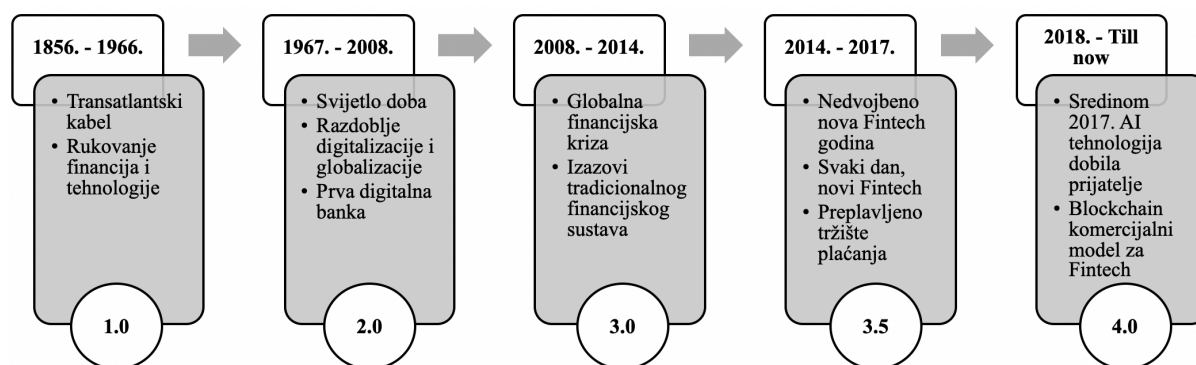 1856. - 1966.
• Transatlantski
kabel
• Rukovanje
financija i
tehnologije
1.0
1967. - 2008.
• Svijetlo doba
• Razdoblje
digitalizacije i
globalizacije
• Prva digitalna
banka
2.0
2008. - 2014.
• Globalna
financijska
kriza
• Izazovi
tradicionalnog
financijskog
sustava
3.0
2014. - 2017.
• Nedvojbeno
nova Fintech
godina
• Svaki dan,
novi Fintech
• Preplavljeno
tržište
plaćanja
3.5
2018. - Till
now
• Sredinom
2017. AI
tehnologija
dobila
prijatelje
• Blockchain
komercijalni
model za
Fintech
4.0